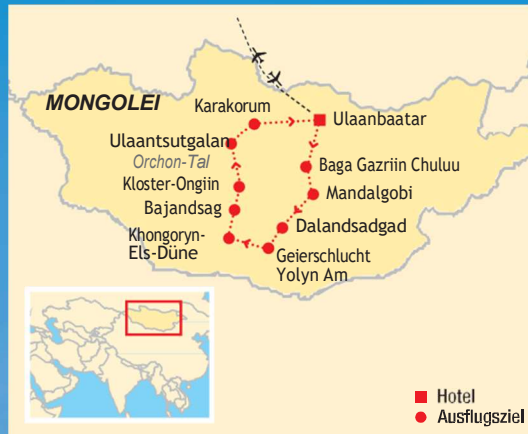 MONGOLEI
Karakorum
Ulaanbaatar
Ulaantsutgalan
Orchon-Tal
Baga Gazriin Chuluu
Kloster-Ongiin
Mandalgobi
Bajandsag
Dalandsadgad
Khongoryn-
Els-Düne
Geierschlucht
Yolyn Am
Hotel
Ausflugsziel